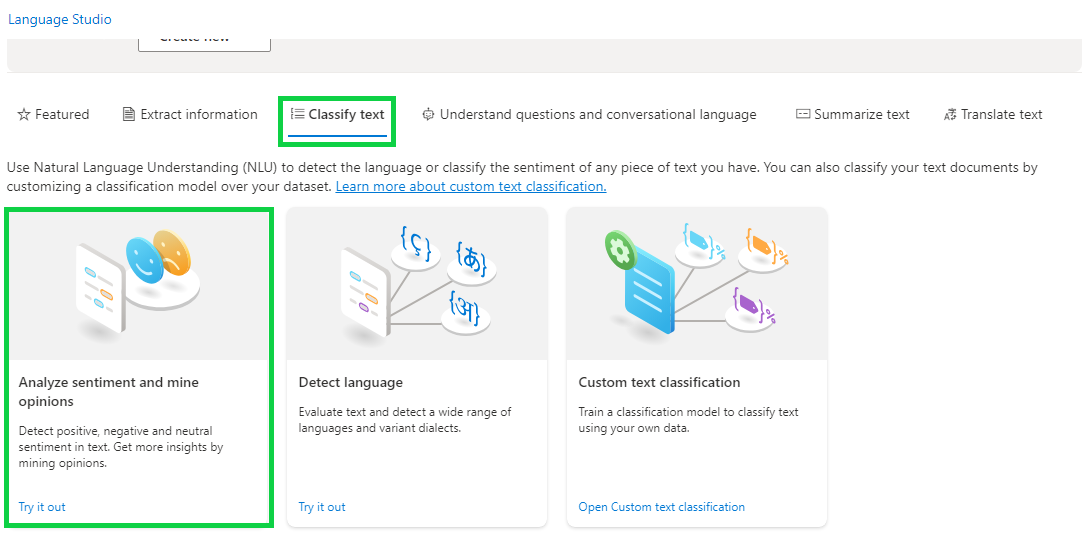 Language Studio
Create new
Featured
Extract information
Classify text
Understand questions and conversational language
Summarize text
Translate text
Use Natural Language Understanding (NLU) to detect the language or classify the sentiment of any piece of text you have. You can also classify your text documents by
customizing a classification model over your dataset. Learn more about custom text classification.
{ç}
{あ}
{अ}
%
%
%
Analyze sentiment and mine
opinions
Detect positive, negative and neutral
sentiment in text. Get more insights by
mining opinions.
Try it out
Detect language
Evaluate text and detect a wide range of
languages and variant dialects.
Try it out
Custom text classification
Train a classification model to classify text
using your own data.
Open Custom text classification